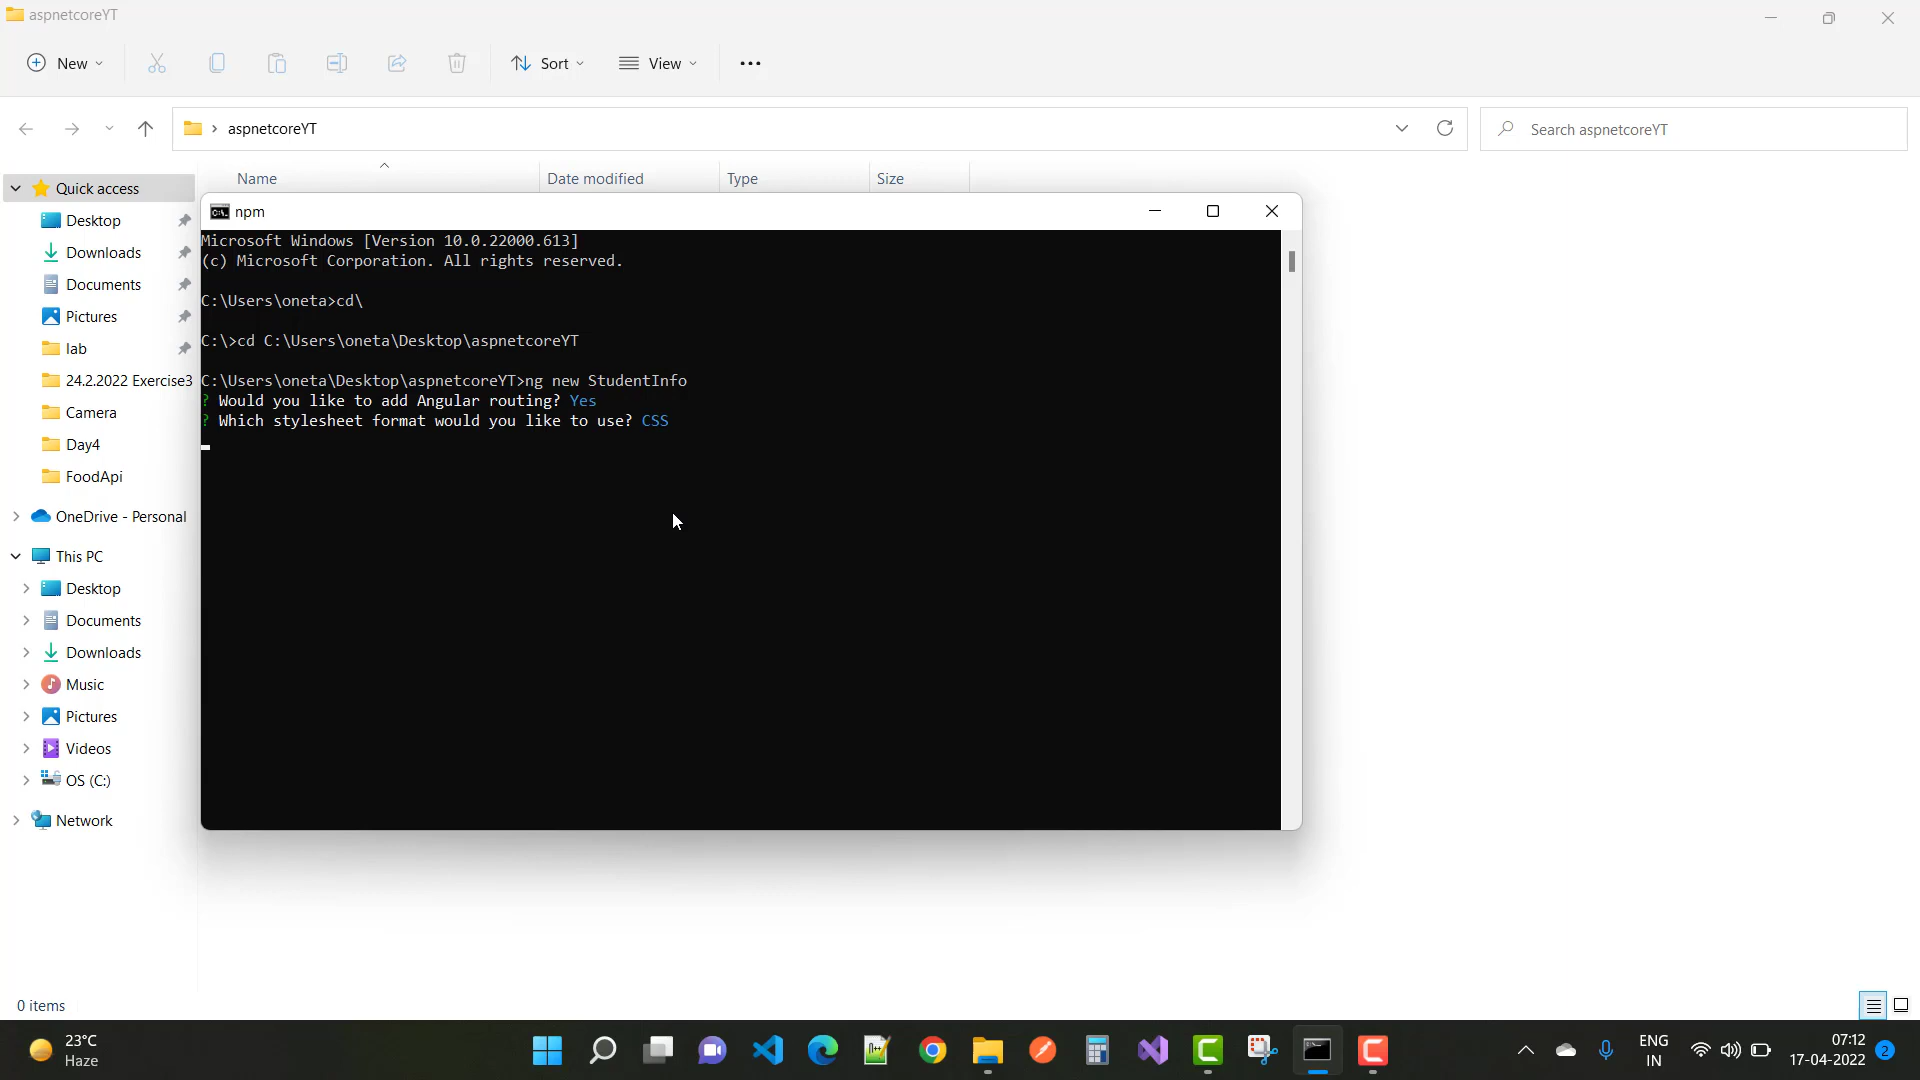 aspnetcoreYT
New
Sort
View
aspnetcoreYT
Search aspnetcoreYT
Name
Date modified
Type
Size
Quick access
Desktop
Downloads
Documents
Pictures
lab
24.2.2022 Exercise3
Camera
Day4
FoodApi
OneDrive - Personal
This PC
Desktop
Documents
Downloads
Music
Pictures
Videos
OS (C:)
Network
npm
Microsoft Windows [Version 10.0.22000.613]
(c) Microsoft Corporation. All rights reserved.
C:\Users\oneta>cd\
C:\>cd C:\Users\oneta\Desktop\aspnetcoreYT
C:\Users\oneta\Desktop\aspnetcoreYT>ng new StudentInfo
? Would you like to add Angular routing? Yes
? Which stylesheet format would you like to use? CSS
0 items
23°C
Haze
ENG
IN
07:12
17-04-2022
2